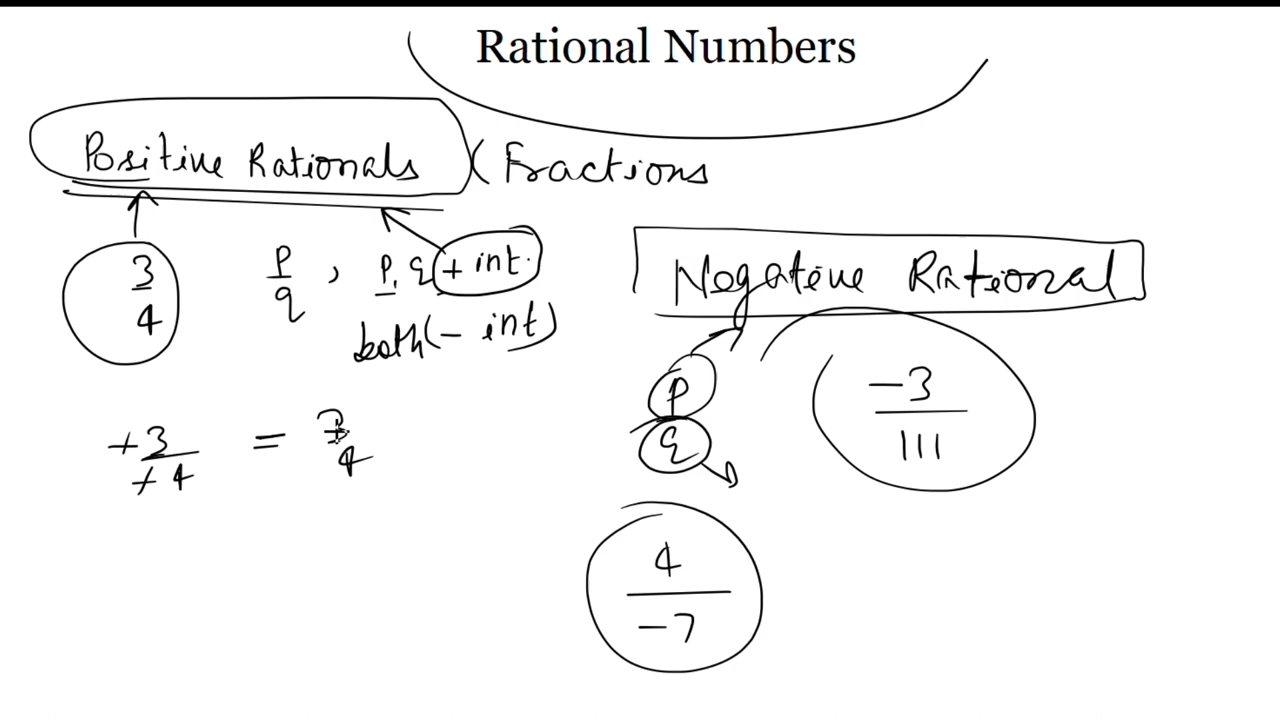 Rational Numbers
Positive Rationals (Fractions
3
4
p
q
, p, q + int.
both (- int)
Negative Rational
p
q
-3
111
+3
+4
=
3
4
4
-7